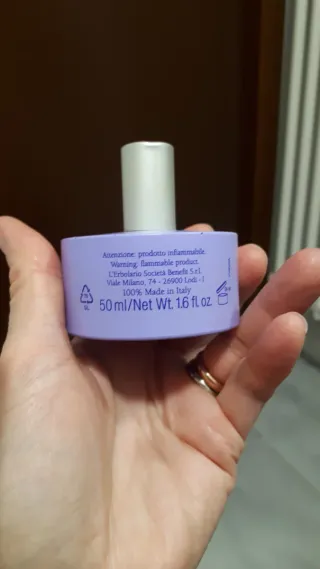 Attenzione: prodotto infiammabile.
Warning: flammable product.
L'Erbolario Società Benefit S.r.l.
Viale Milano, 74 - 26900 Lodi - I
100% Made in Italy
50 ml/Net Wt. 1.6 fl. oz.